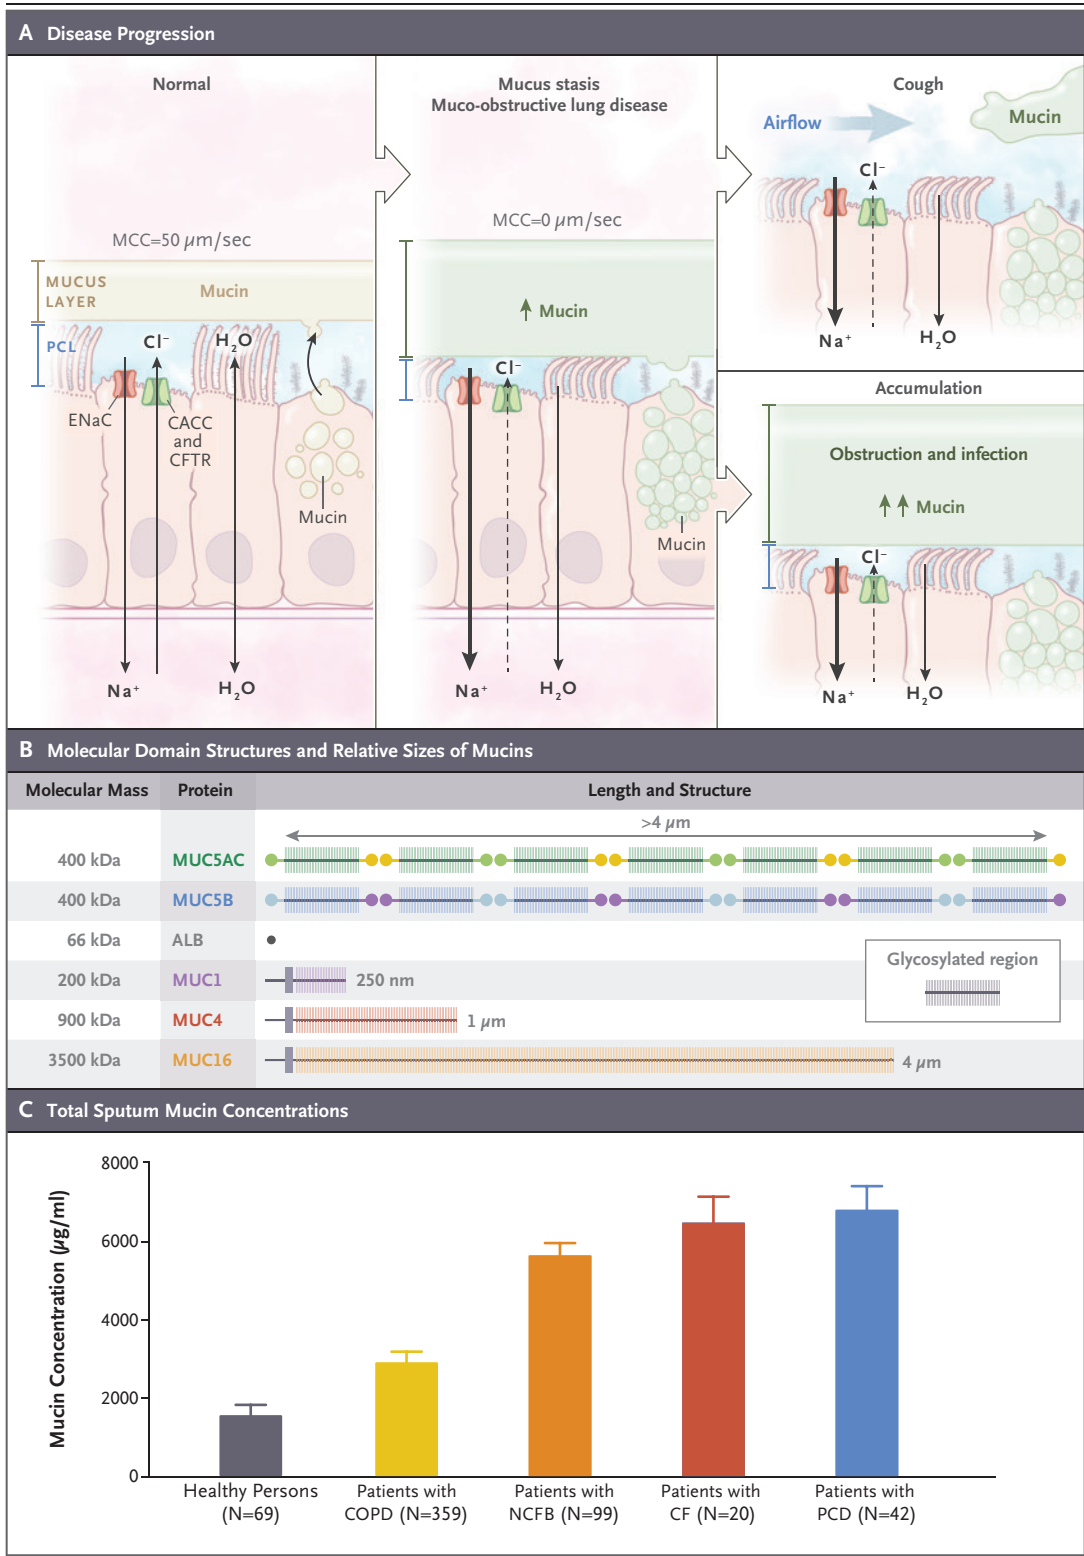 A Disease Progression
Normal
MCC=50 µm/sec
MUCUS
LAYER
Mucin
PCL
Cl⁻
H₂O
ENaC
CACC
and
CFTR
Mucin
Na⁺
H₂O
Mucus stasis
Muco-obstructive lung disease
MCC=0 µm/sec
Mucin
Cl⁻
Mucin
Na⁺
H₂O
Cough
Airflow
Mucin
Cl⁻
Na⁺
H₂O
Accumulation
Obstruction and infection
Mucin
Cl⁻
Na⁺
H₂O
B Molecular Domain Structures and Relative Sizes of Mucins
Molecular Mass Protein Length and Structure
>4 µm
400 kDa MUC5AC
400 kDa MUC5B
66 kDa ALB
Glycosylated region
200 kDa MUC1 250 nm
900 kDa MUC4 1 µm
3500 kDa MUC16 4 µm
C Total Sputum Mucin Concentrations
Mucin Concentration (µg/ml)
8000
6000
4000
2000
0
Healthy Persons
(N=69)
Patients with
COPD (N=359)
Patients with
NCFB (N=99)
Patients with
CF (N=20)
Patients with
PCD (N=42)